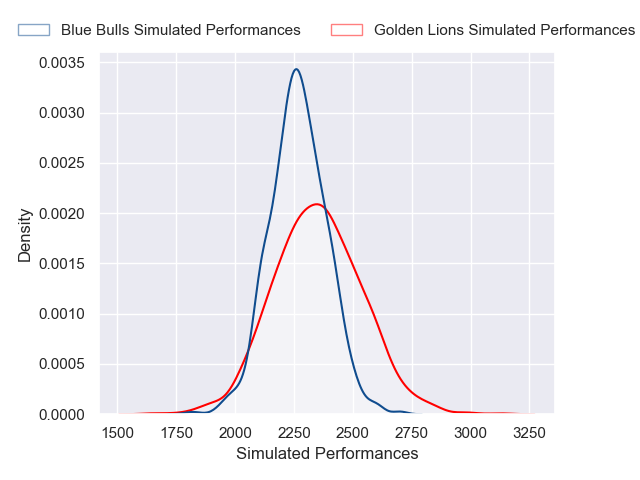 Blue Bulls Simulated Performances
Golden Lions Simulated Performances
0.0035
0.0030
0.0025
0.0020
0.0015
0.0010
0.0005
0.0000
Density
1500 1750 2000 2250 2500 2750 3000 3250
Simulated Performances